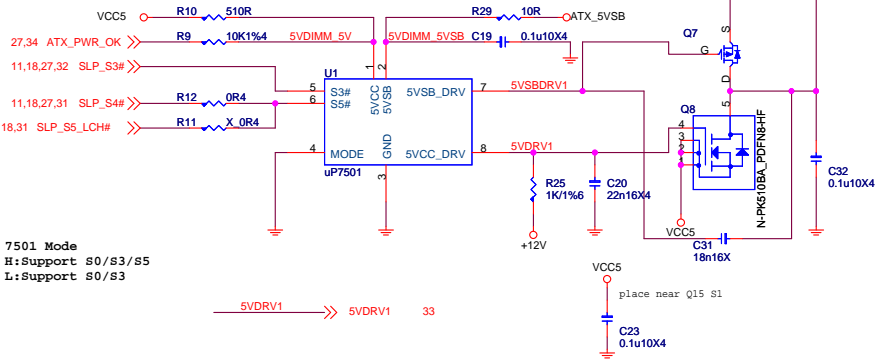 VCC5 R10 510R R29 10R ATX_5VSB
27,34 ATX_PWR_OK R9 10K1%4 5VDIMM_5V 5VDIMM_5VSB C19 0.1u10X4 Q7 S
11,18,27,32 SLP_S3# G
U1 1 2 D
5 S3# 5VCC 5VSB 5VSB_DRV 7 5VSBDRV1
11,18,27,31 SLP_S4# R12 0R4 6 S5# Q8 5
18,31 SLP_S5_LCH# R11 X_0R4 4
3
2
1
4 MODE GND 5VCC_DRV 8 5VDRV1 N-PK510BA_PDFN8-HF C32
0.1u10X4
uP7501 3 R25
1K/1%6 C20
22n16X4
VCC5
+12V C31
18n16X
7501 Mode
H:Support S0/S3/S5
L:Support S0/S3
VCC5
place near Q15 S1
5VDRV1 5VDRV1 33
C23
0.1u10X4